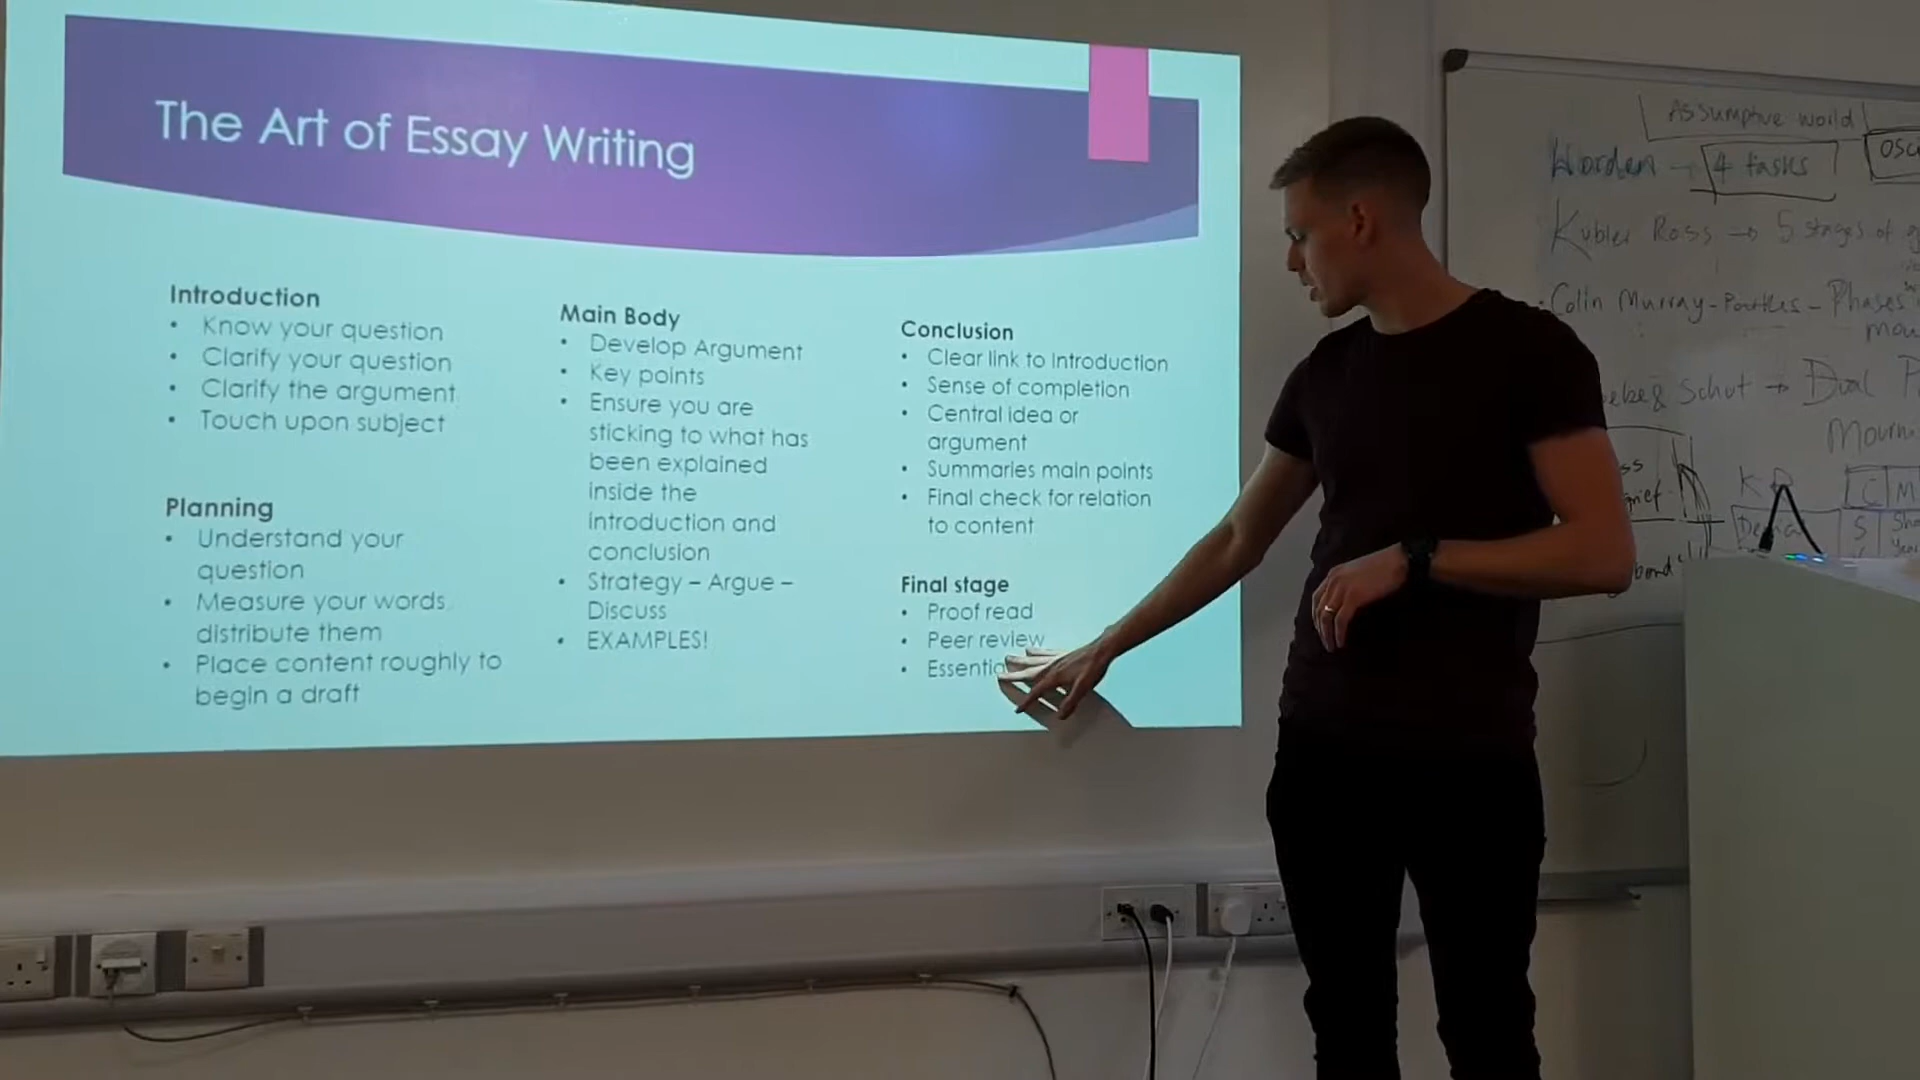 The Art of Essay Writing
Introduction
• Know your question
• Clarify your question
• Clarify the argument
• Touch upon subject
Planning
• Understand your
question
• Measure your words
distribute them
• Place content roughly to
begin a draft
Main Body
• Develop Argument
• Key points
• Ensure you are
sticking to what has
been explained
inside the
introduction and
conclusion
• Strategy – Argue –
Discuss
• EXAMPLES!
Conclusion
• Clear link to Introduction
• Sense of completion
• Central idea or
argument
• Summaries main points
• Final check for relation
to content
Final stage
• Proof read
• Peer review
Assumptive world
Worden → 4 tasks
Kubler Ross → 5 stages of
Colin Murray-Parkes - Phases
& Schut → Dual
C M
S